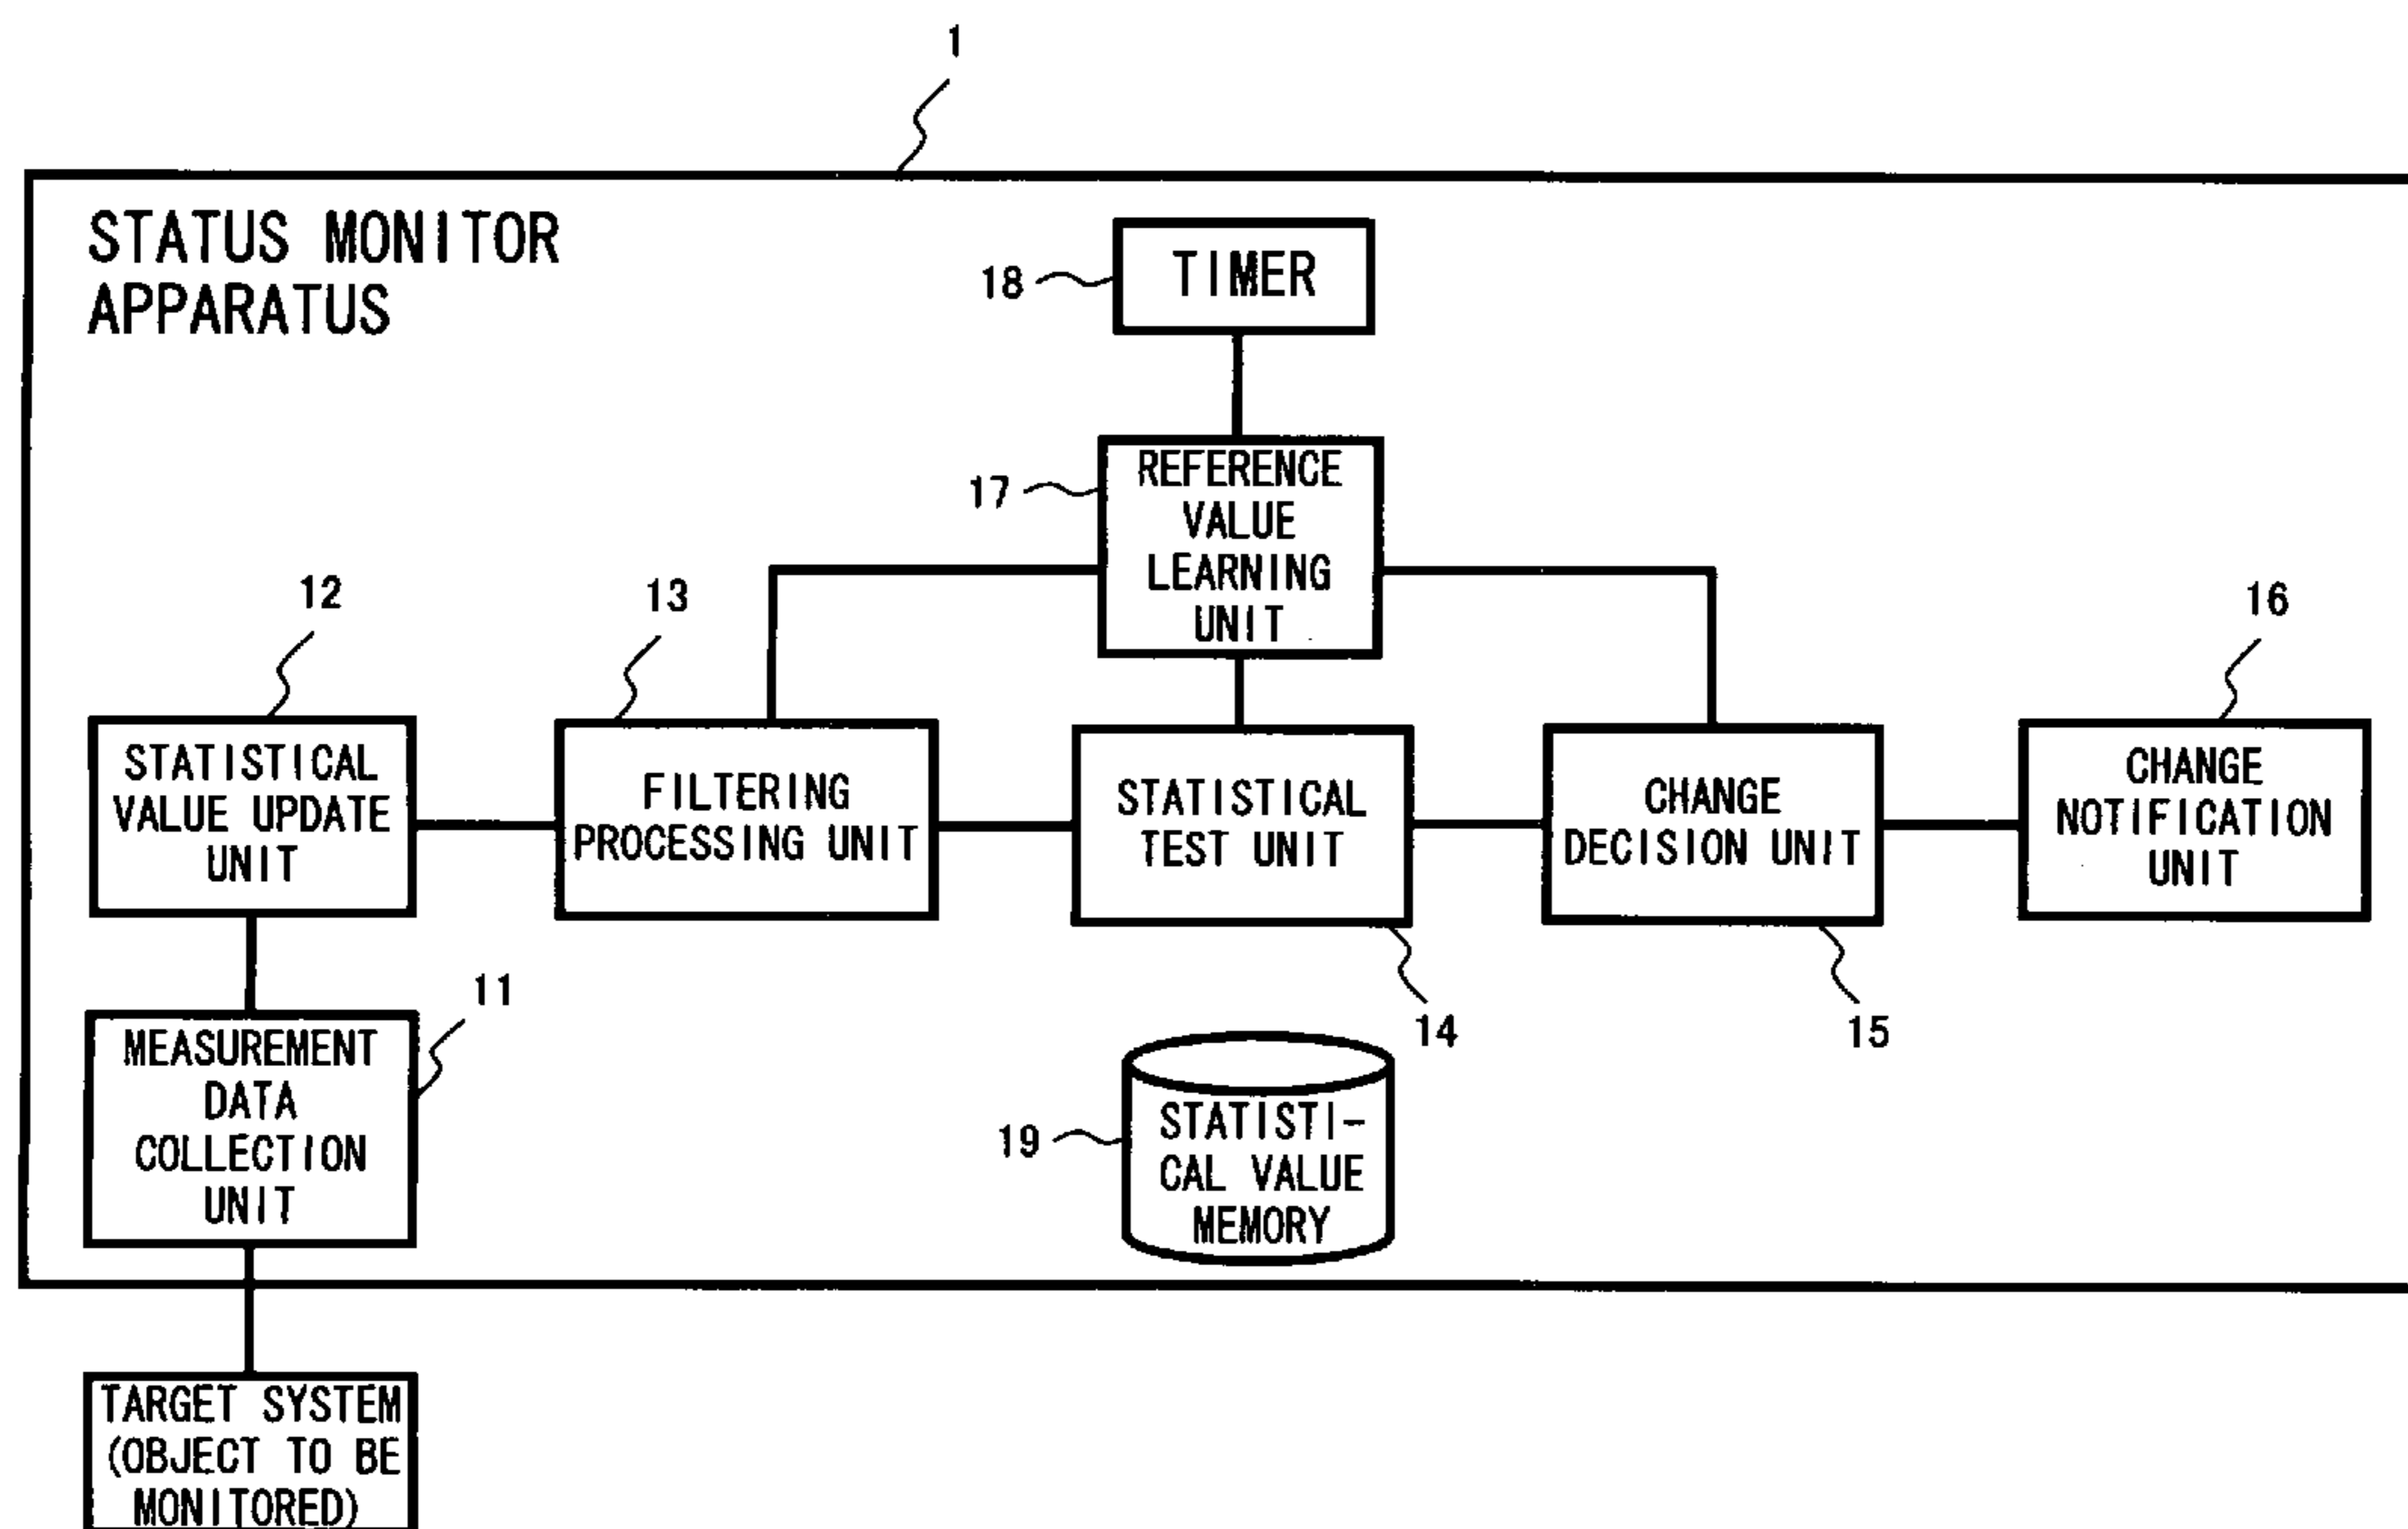 1
STATUS MONITOR
APPARATUS
18
TIMER
17
REFERENCE
VALUE
LEARNING
UNIT
12
13
16
STATISTICAL
VALUE UPDATE
UNIT
FILTERING
PROCESSING UNIT
STATISTICAL
TEST UNIT
CHANGE
DECISION UNIT
CHANGE
NOTIFICATION
UNIT
11
14
15
MEASUREMENT
DATA
COLLECTION
UNIT
19
STATISTI-
CAL VALUE
MEMORY
TARGET SYSTEM
(OBJECT TO BE
MONITORED)